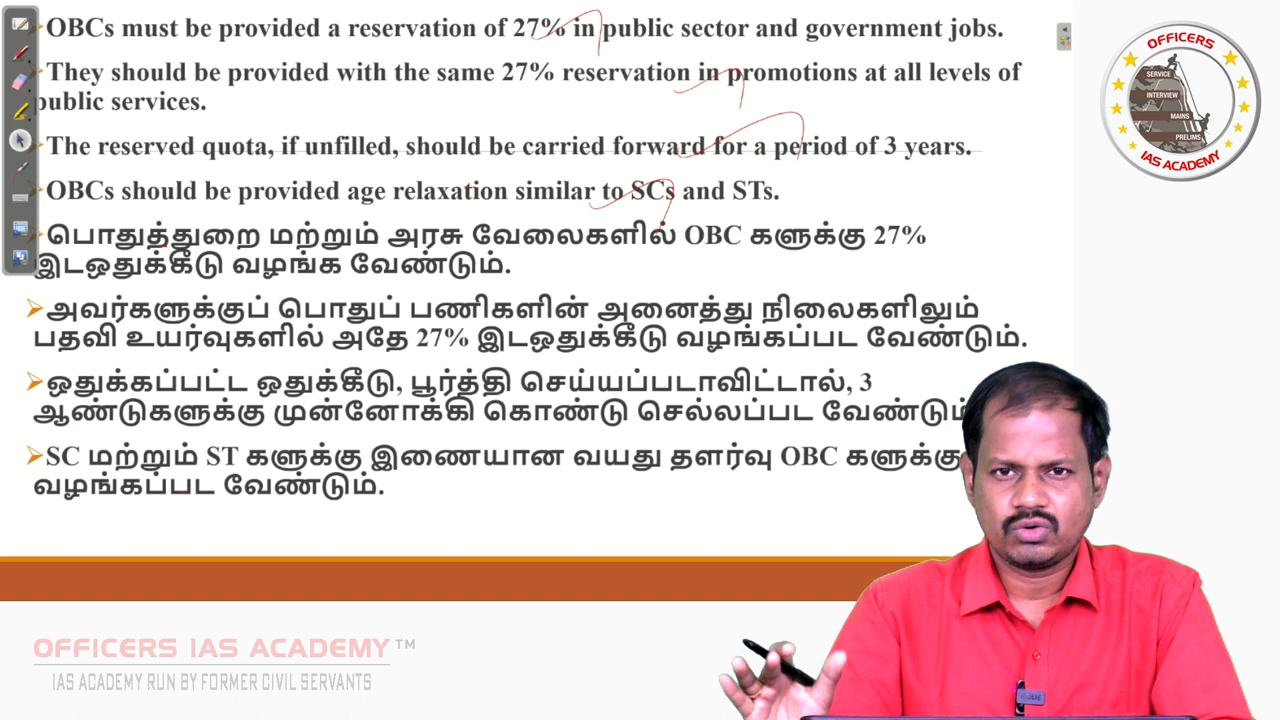 OBCs must be provided a reservation of 27% in public sector and government jobs.
They should be provided with the same 27% reservation in promotions at all levels of
public services.
The reserved quota, if unfilled, should be carried forward for a period of 3 years.
OBCs should be provided age relaxation similar to SCs and STs.
பொதுத்துறை மற்றும் அரசு வேலைகளில் OBC களுக்கு 27%
இடஒதுக்கீடு வழங்க வேண்டும்.
அவர்களுக்குப் பொதுப் பணிகளின் அனைத்து நிலைகளிலும்
பதவி உயர்வுகளில் அதே 27% இடஒதுக்கீடு வழங்கப்பட வேண்டும்.
ஒதுக்கப்பட்ட ஒதுக்கீடு, பூர்த்தி செய்யப்படாவிட்டால், 3
ஆண்டுகளுக்கு முன்னோக்கி கொண்டு செல்லப்பட வேண்டும்
SC மற்றும் ST களுக்கு இணையான வயது தளர்வு OBC களுக்கு
வழங்கப்பட வேண்டும்.
OFFICERS
SERVICE
INTERVIEW
MAINS
PRELIMS
IAS ACADEMY
OFFICERS IAS ACADEMY™
IAS ACADEMY RUN BY FORMER CIVIL SERVANTS